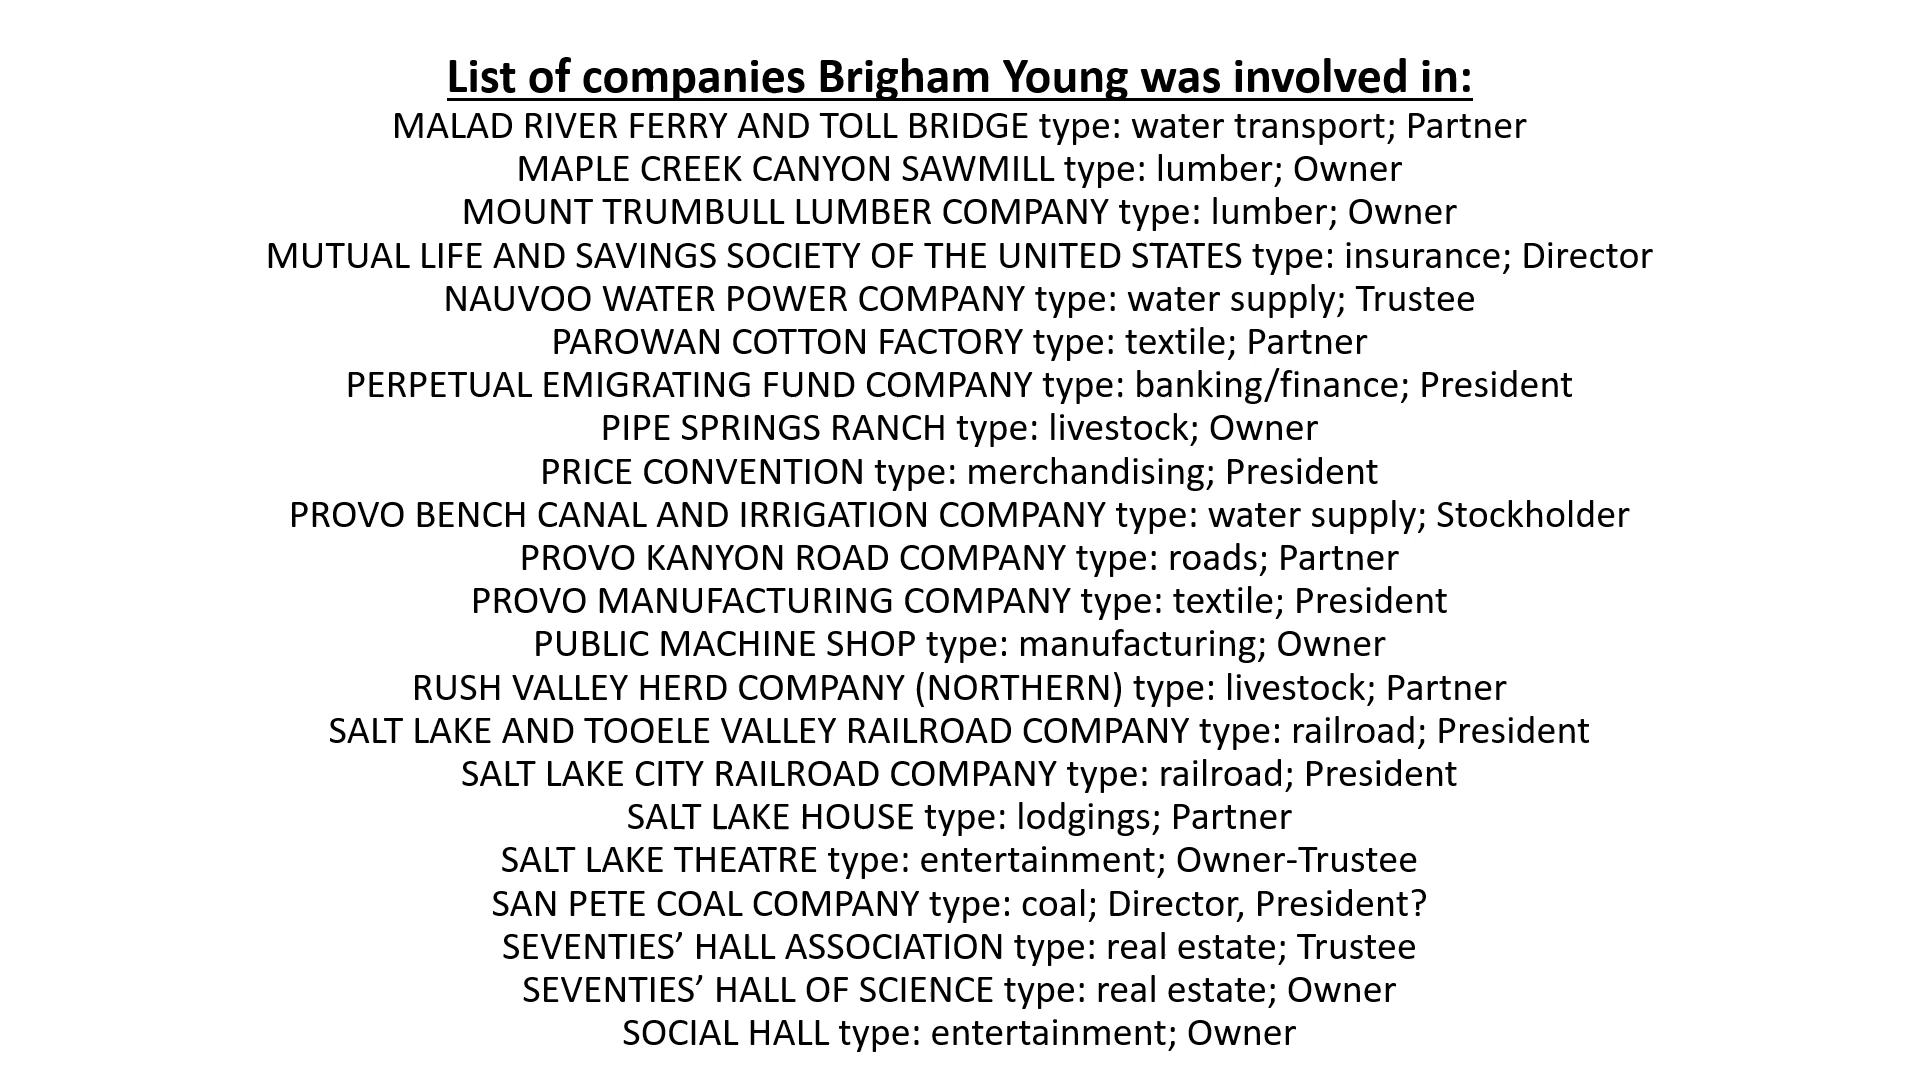 List of companies Brigham Young was involved in:
MALAD RIVER FERRY AND TOLL BRIDGE type: water transport; Partner
MAPLE CREEK CANYON SAWMILL type: lumber; Owner
MOUNT TRUMBULL LUMBER COMPANY type: lumber; Owner
MUTUAL LIFE AND SAVINGS SOCIETY OF THE UNITED STATES type: insurance; Director
NAUVOO WATER POWER COMPANY type: water supply; Trustee
PAROWAN COTTON FACTORY type: textile; Partner
PERPETUAL EMIGRATING FUND COMPANY type: banking/finance; President
PIPE SPRINGS RANCH type: livestock; Owner
PRICE CONVENTION type: merchandising; President
PROVO BENCH CANAL AND IRRIGATION COMPANY type: water supply; Stockholder
PROVO KANYON ROAD COMPANY type: roads; Partner
PROVO MANUFACTURING COMPANY type: textile; President
PUBLIC MACHINE SHOP type: manufacturing; Owner
RUSH VALLEY HERD COMPANY (NORTHERN) type: livestock; Partner
SALT LAKE AND TOOELE VALLEY RAILROAD COMPANY type: railroad; President
SALT LAKE CITY RAILROAD COMPANY type: railroad; President
SALT LAKE HOUSE type: lodgings; Partner
SALT LAKE THEATRE type: entertainment; Owner-Trustee
SAN PETE COAL COMPANY type: coal; Director, President?
SEVENTIES’ HALL ASSOCIATION type: real estate; Trustee
SEVENTIES’ HALL OF SCIENCE type: real estate; Owner
SOCIAL HALL type: entertainment; Owner